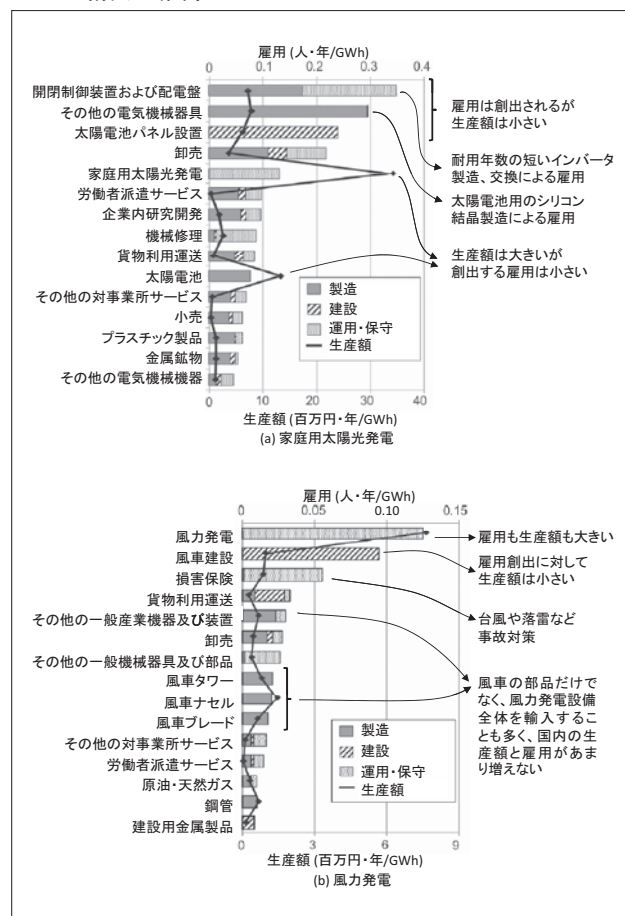 雇用 (人・年/GWh)
0 0.1 0.2 0.3 0.4
開閉制御装置および配電盤
その他の電気機械器具
太陽電池パネル設置
卸売
家庭用太陽光発電
労働者派遣サービス
企業内研究開発
機械修理
貨物利用運送
太陽電池
その他の対事業所サービス
小売
プラスチック製品
金属鉱物
その他の電気機械機器
雇用は創出されるが
生産額は小さい
耐用年数の短いインバータ
製造、交換による雇用
太陽電池用のシリコン
結晶製造による雇用
生産額は大きいが
創出する雇用は小さい
製造
建設
運用・保守
生産額
0 10 20 30 40
生産額 (百万円・年/GWh)
(a) 家庭用太陽光発電
雇用 (人・年/GWh)
0 0.05 0.10 0.15
風力発電
風車建設
損害保険
貨物利用運送
その他の一般産業機器及び装置
卸売
その他の一般機械器具及び部品
風車タワー
風車ナセル
風車ブレード
その他の対事業所サービス
労働者派遣サービス
原油・天然ガス
鋼管
建設用金属製品
雇用も生産額も大きい
雇用創出に対して
生産額は小さい
台風や落雷など
事故対策
風車の部品だけで
なく、風力発電設備
全体を輸入するこ
とも多く、国内の生
産額と雇用があま
り増えない
製造
建設
運用・保守
生産額
0 3 6 9
生産額 (百万円・年/GWh)
(b) 風力発電